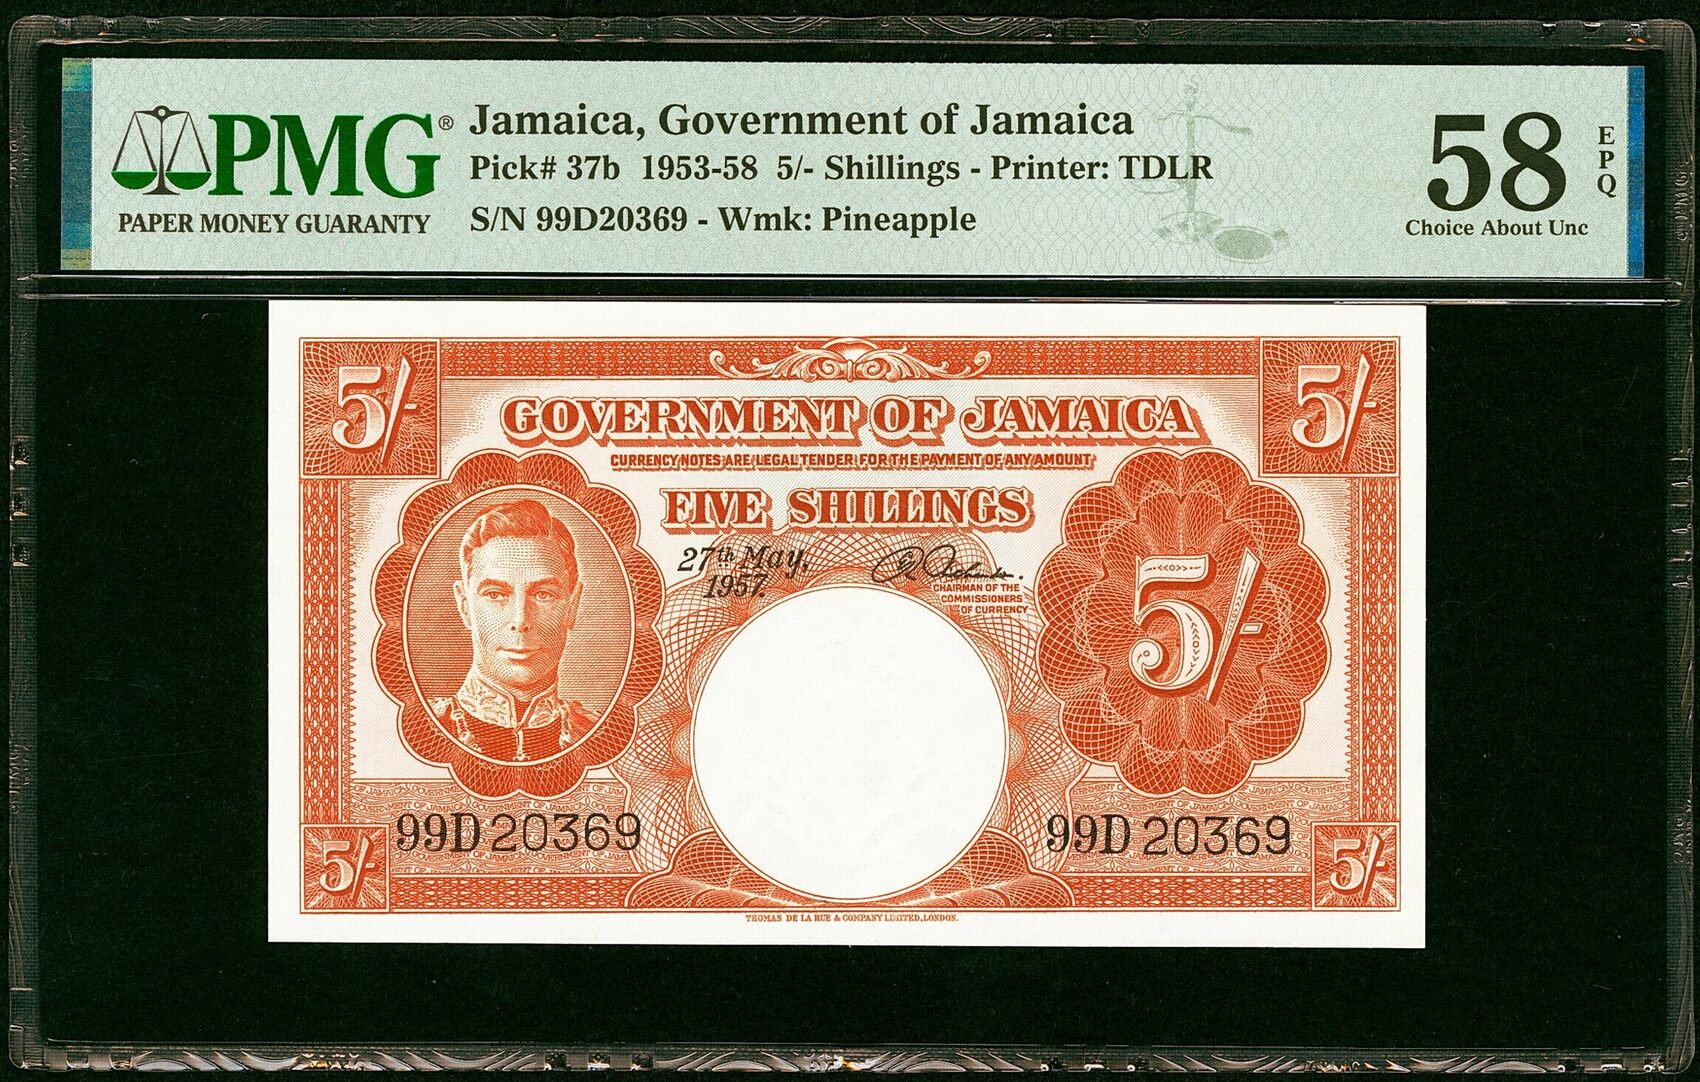 PMG®
PAPER MONEY GUARANTY
Jamaica, Government of Jamaica
Pick# 37b 1953-58 5/- Shillings - Printer: TDLR
S/N 99D20369 - Wmk: Pineapple
58
EPQ
Choice About Unc
5/-
5/-
GOVERNMENT OF JAMAICA
CURRENCY NOTES ARE LEGAL TENDER FOR THE PAYMENT OF ANY AMOUNT.
FIVE SHILLINGS
27th May,
1957.
CHAIRMAN OF THE
COMMISSIONERS
OF CURRENCY
5/-
99D 20369
99D 20369
5/-
5/-
THOMAS DE LA RUE & COMPANY LIMITED, LONDON.